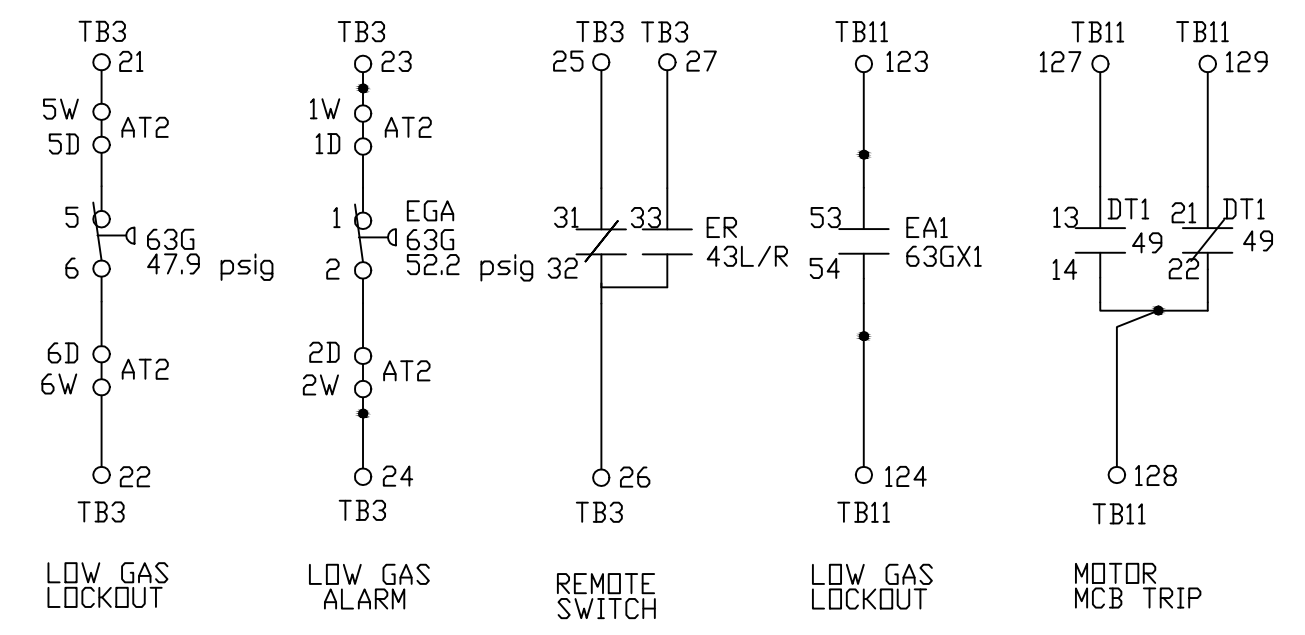 TB3
21
5W
5D
AT2
5
63G
6
47.9 psig
6D
6W
AT2
22
TB3
LOW GAS
LOCKOUT
TB3
23
1W
1D
AT2
1
EGA
63G
2
52.2 psig
2D
2W
AT2
24
TB3
LOW GAS
ALARM
TB3 TB3
25 27
31 33
ER
32
43L/R
26
TB3
REMOTE
SWITCH
TB11
123
53
EA1
54
63GX1
124
TB11
LOW GAS
LOCKOUT
TB11 TB11
127 129
13 DT1 21 DT1
49 49
14 22
128
TB11
MOTOR
MCB TRIP